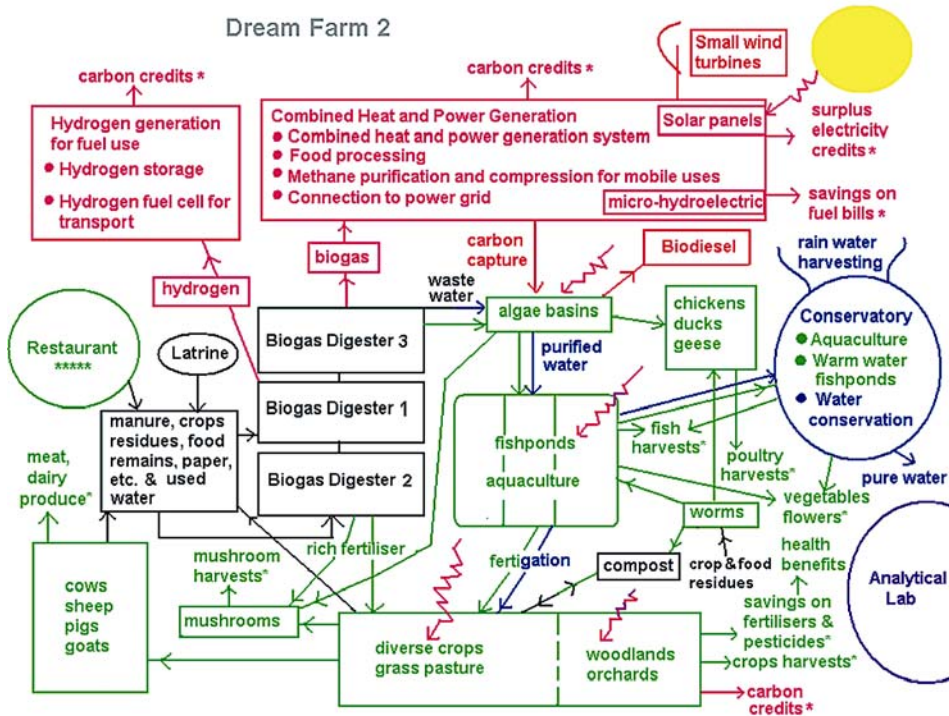 Dream Farm 2
carbon credits *
carbon credits *
Small wind
turbines
Hydrogen generation
for fuel use
Hydrogen storage
Hydrogen fuel cell for
transport
Combined Heat and Power Generation
Combined heat and power generation system
Food processing
Methane purification and compression for mobile uses
Connection to power grid
Solar panels
micro-hydroelectric
surplus
electricity
credits *
savings on
fuel bills *
hydrogen
biogas
carbon
capture
Biodiesel
rain water
harvesting
waste
water
Restaurant
*****
Latrine
Biogas Digester 3
algae basins
chickens
ducks
geese
Conservatory
Aquaculture
Warm water
fishponds
Water
conservation
purified
water
manure, crops
residues, food
remains, paper,
etc. & used
water
Biogas Digester 1
Biogas Digester 2
fishponds
aquaculture
fish
harvests*
poultry
harvests*
pure water
meat,
dairy
produce*
vegetables
flowers*
worms
rich fertiliser
mushroom
harvests*
fertigation
compost
crop & food
residues
health
benefits
Analytical
Lab
cows
sheep
pigs
goats
mushrooms
diverse crops
grass pasture
woodlands
orchards
savings on
fertilisers &
pesticides*
crops harvests*
carbon
credits *